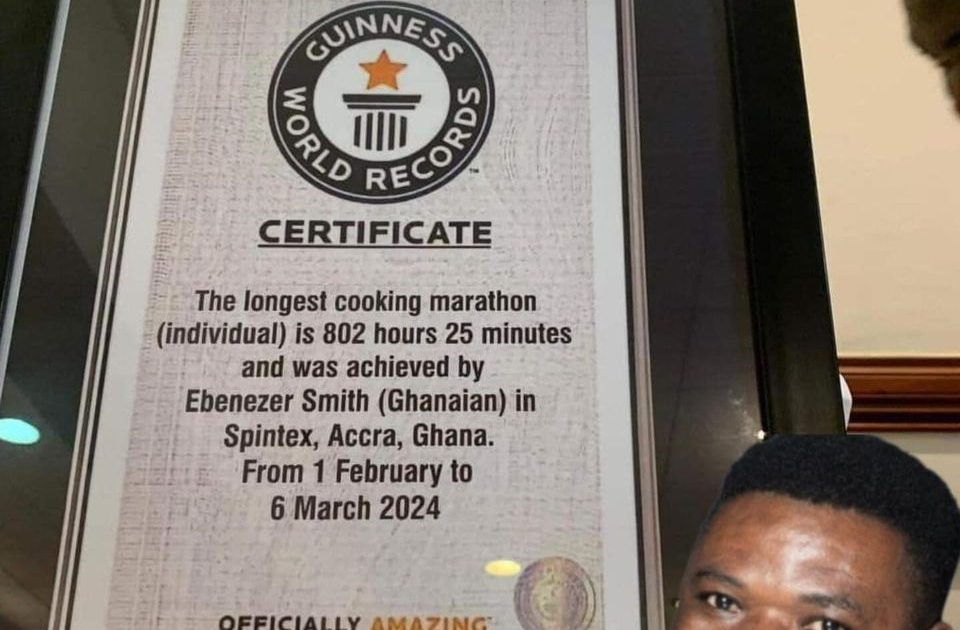 GUINNESS
WORLD RECORDS
™
CERTIFICATE
The longest cooking marathon
(individual) is 802 hours 25 minutes
and was achieved by
Ebenezer Smith (Ghanaian) in
Spintex, Accra, Ghana.
From 1 February to
6 March 2024
OFFICIALLY AMAZING